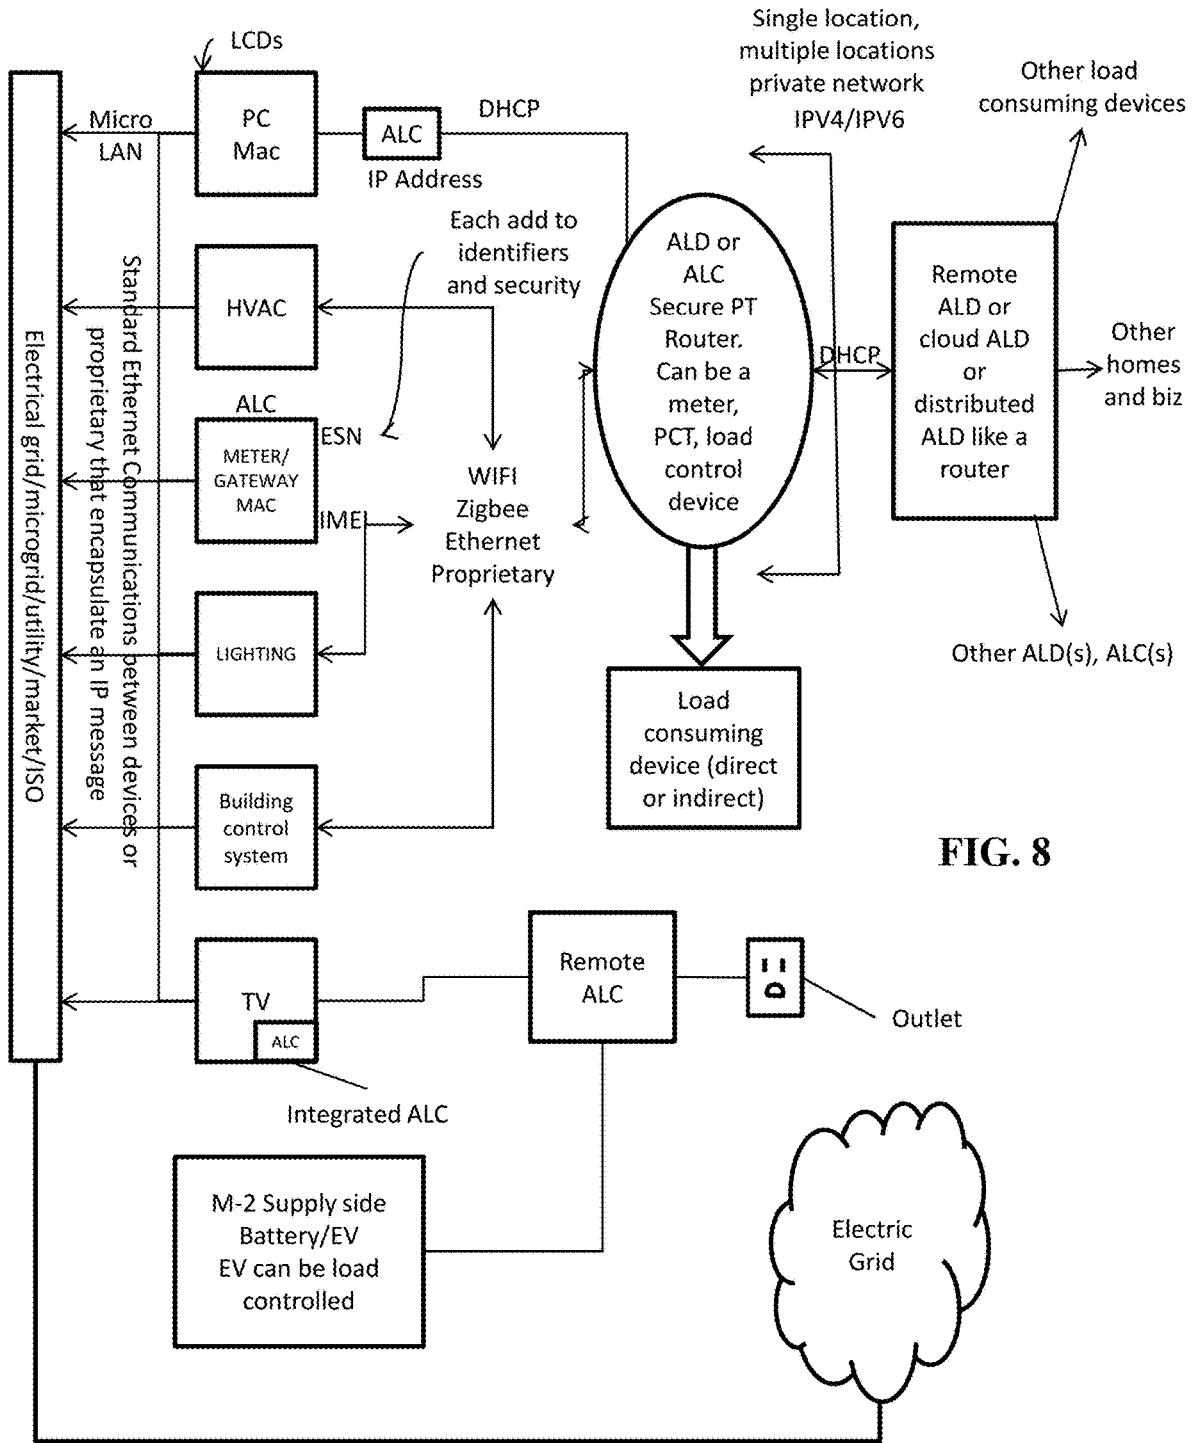 LCDs
Single location,
multiple locations
private network
IPV4/IPV6
Other load
consuming devices
Micro
LAN
PC
Mac
ALC
DHCP
IP Address
Each add to
identifiers
and security
HVAC
ALD or
ALC
Secure PT
Router.
Can be a
meter,
PCT, load
control
device
DHCP
Remote
ALD or
cloud ALD
or
distributed
ALD like a
router
Other
homes
and biz
Electrical grid/microgrid/utility/market/ISO
Standard Ethernet Communications between devices or
proprietary that encapsulate an IP message
ALC
ESN
METER/
GATEWAY
MAC
IMEI
WIFI
Zigbee
Ethernet
Proprietary
LIGHTING
Other ALD(s), ALC(s)
Load
consuming
device (direct
or indirect)
Building
control
system
FIG. 8
TV
ALC
Integrated ALC
Remote
ALC
Outlet
M-2 Supply side
Battery/EV
EV can be load
controlled
Electric
Grid